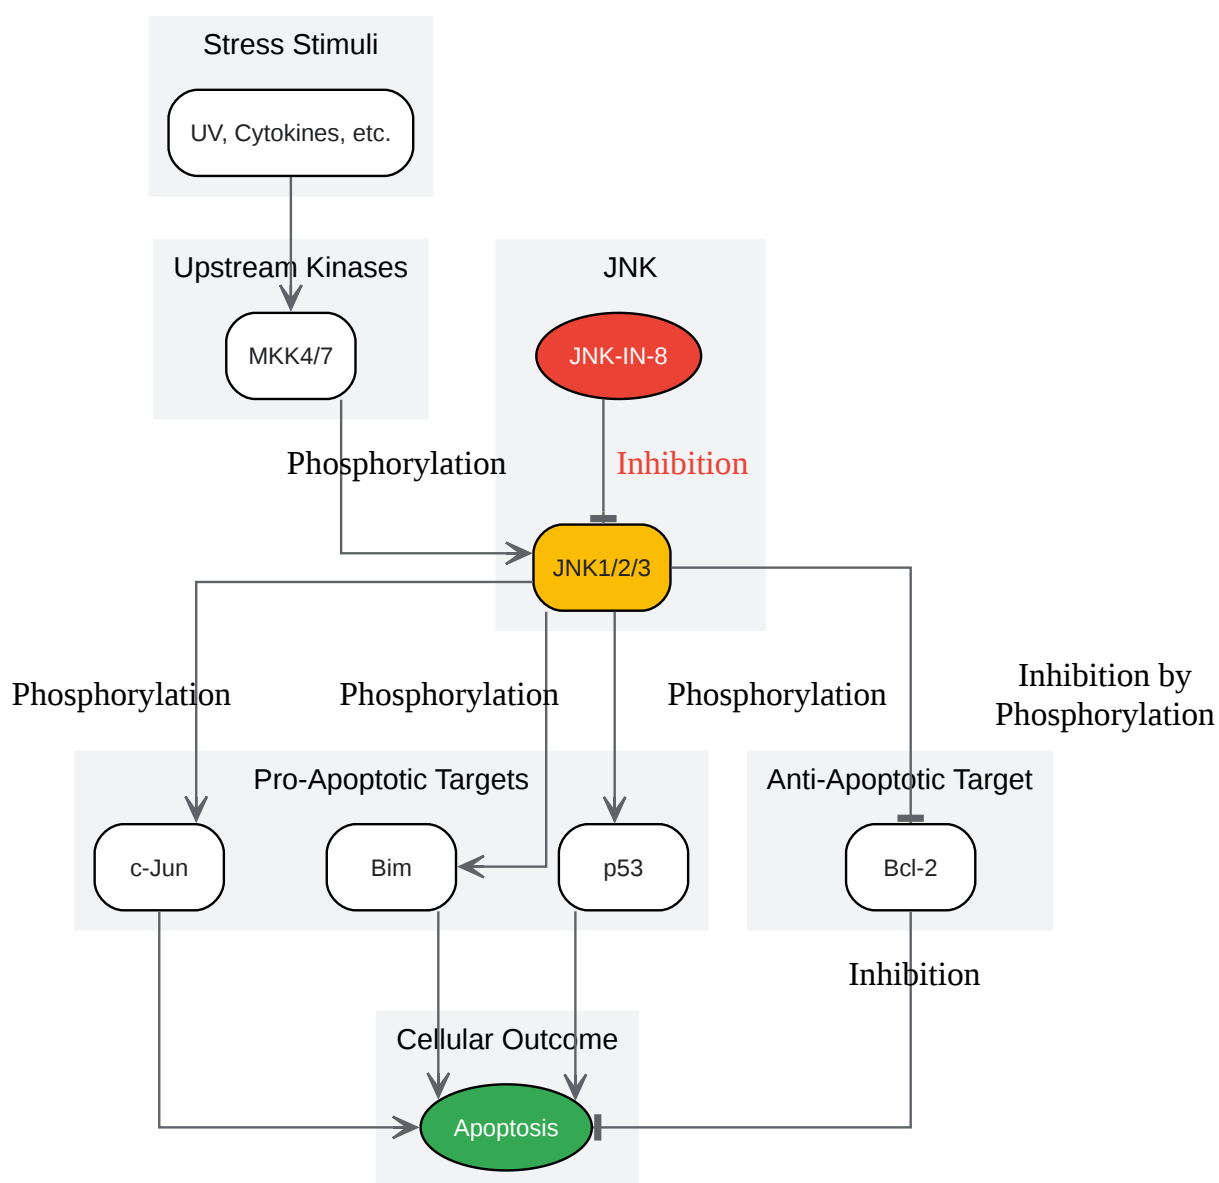 Stress Stimuli
UV, Cytokines, etc.
Upstream Kinases
JNK
MKK4/7
JNK-IN-8
Phosphorylation
Inhibition
JNK1/2/3
Phosphorylation
Phosphorylation
Phosphorylation
Inhibition by
Phosphorylation
Pro-Apoptotic Targets
Anti-Apoptotic Target
c-Jun
Bim
p53
Bcl-2
Inhibition
Cellular Outcome
Apoptosis